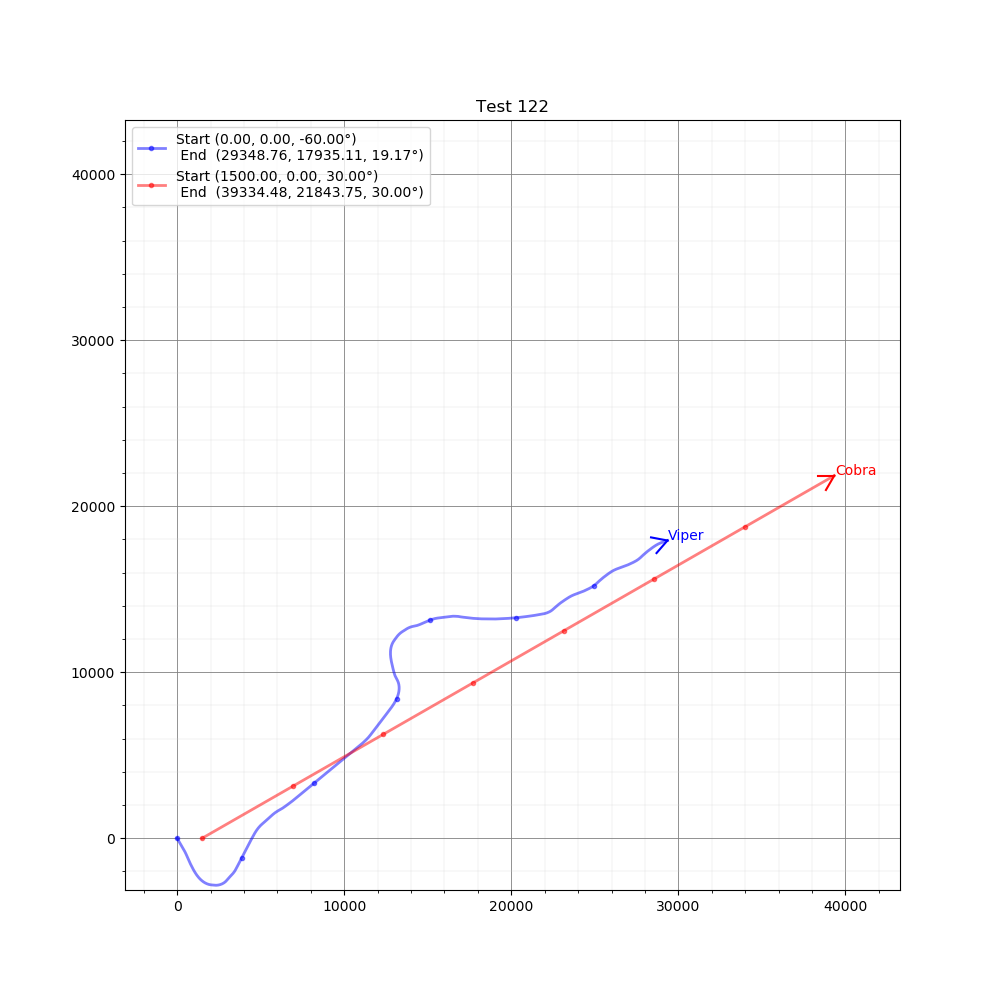 Test 122
Start (0.00, 0.00, -60.00°)
End (29348.76, 17935.11, 19.17°)
Start (1500.00, 0.00, 30.00°)
End (39334.48, 21843.75, 30.00°)
40000
30000
20000
10000
0
Cobra
Viper
0 10000 20000 30000 40000